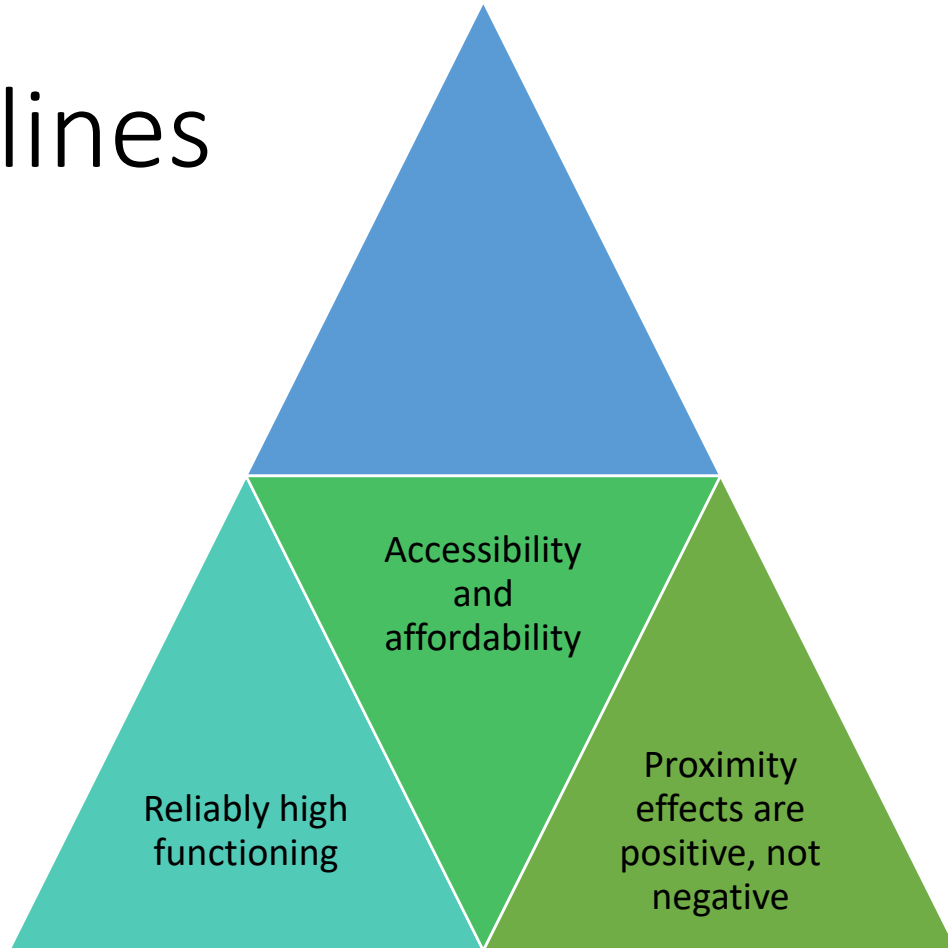 lines
Accessibility
and
affordability
Reliably high
functioning
Proximity
effects are
positive, not
negative